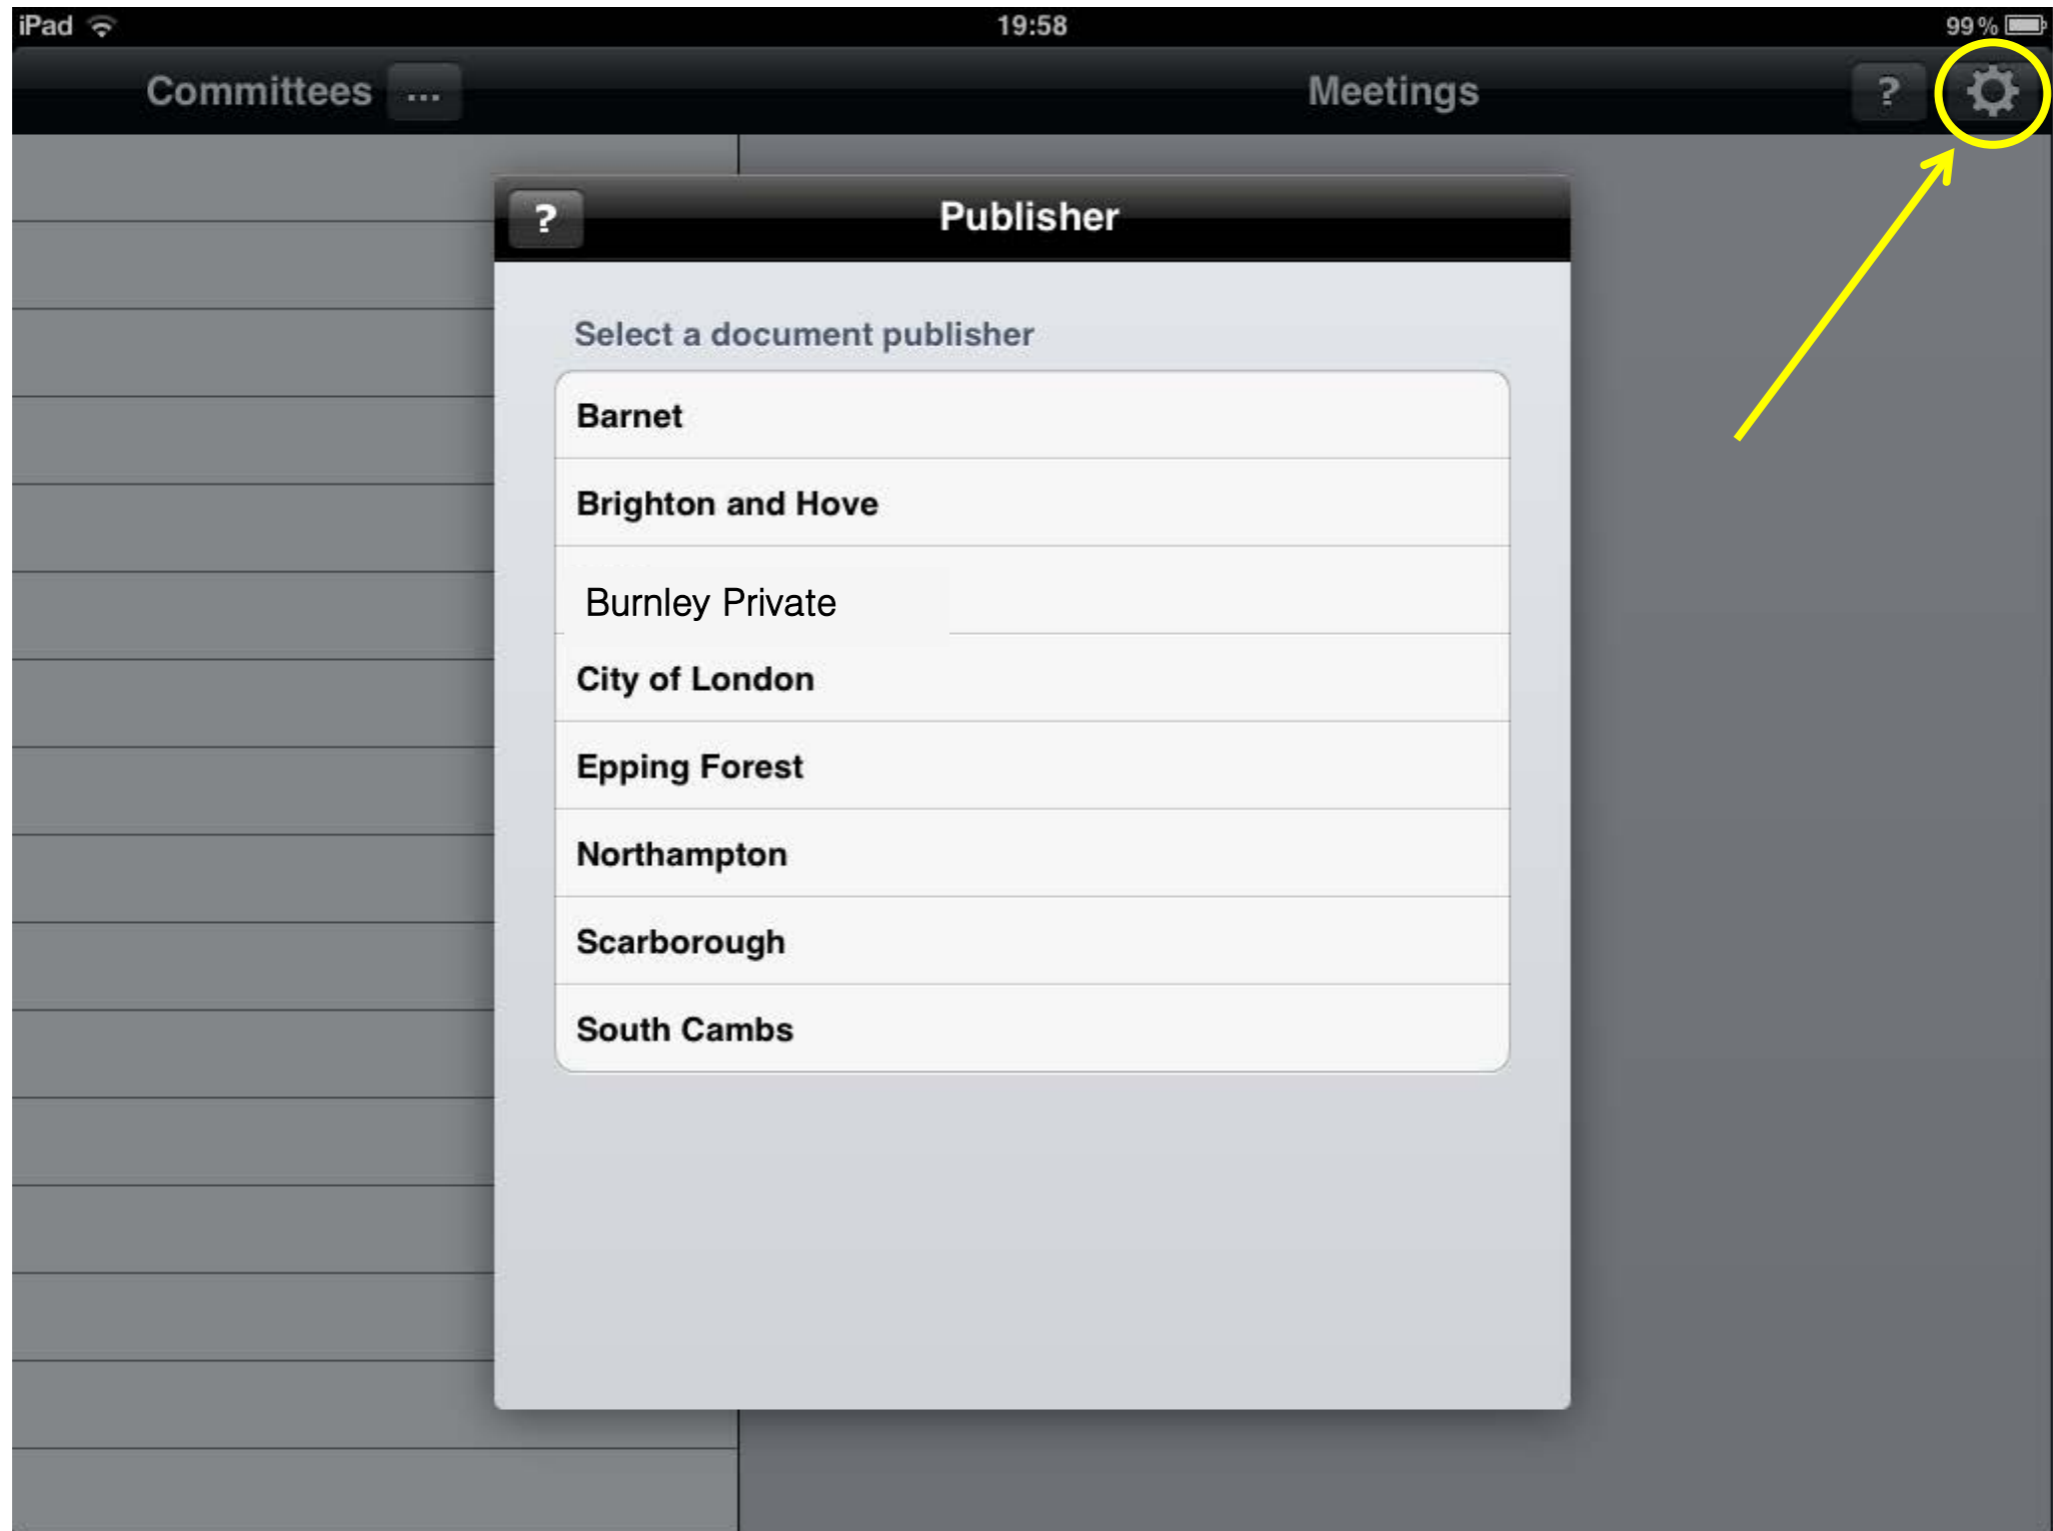 iPad 19:58 99%
Committees ... Meetings ?
? Publisher
Select a document publisher
Barnet
Brighton and Hove
Burnley Private
City of London
Epping Forest
Northampton
Scarborough
South Cambs